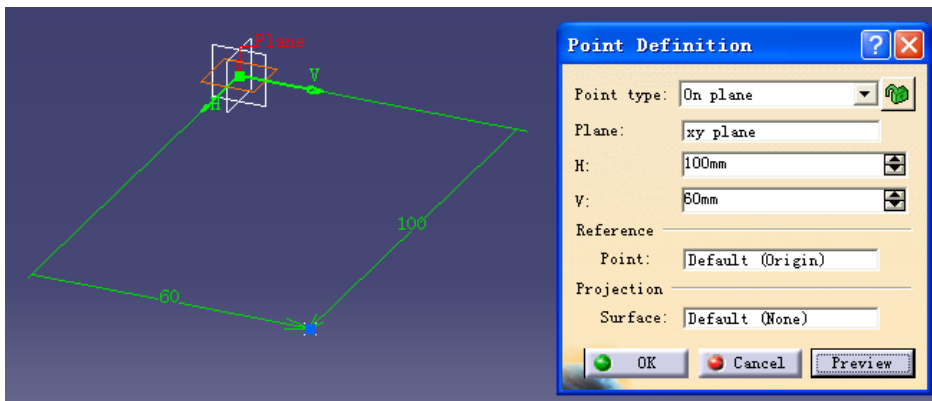 Plane
V
H
100
60
Point Definition
Point type: On plane
Plane: xy plane
H: 100mm
V: 60mm
Reference
Point: Default (Origin)
Projection
Surface: Default (None)
OK Cancel Preview